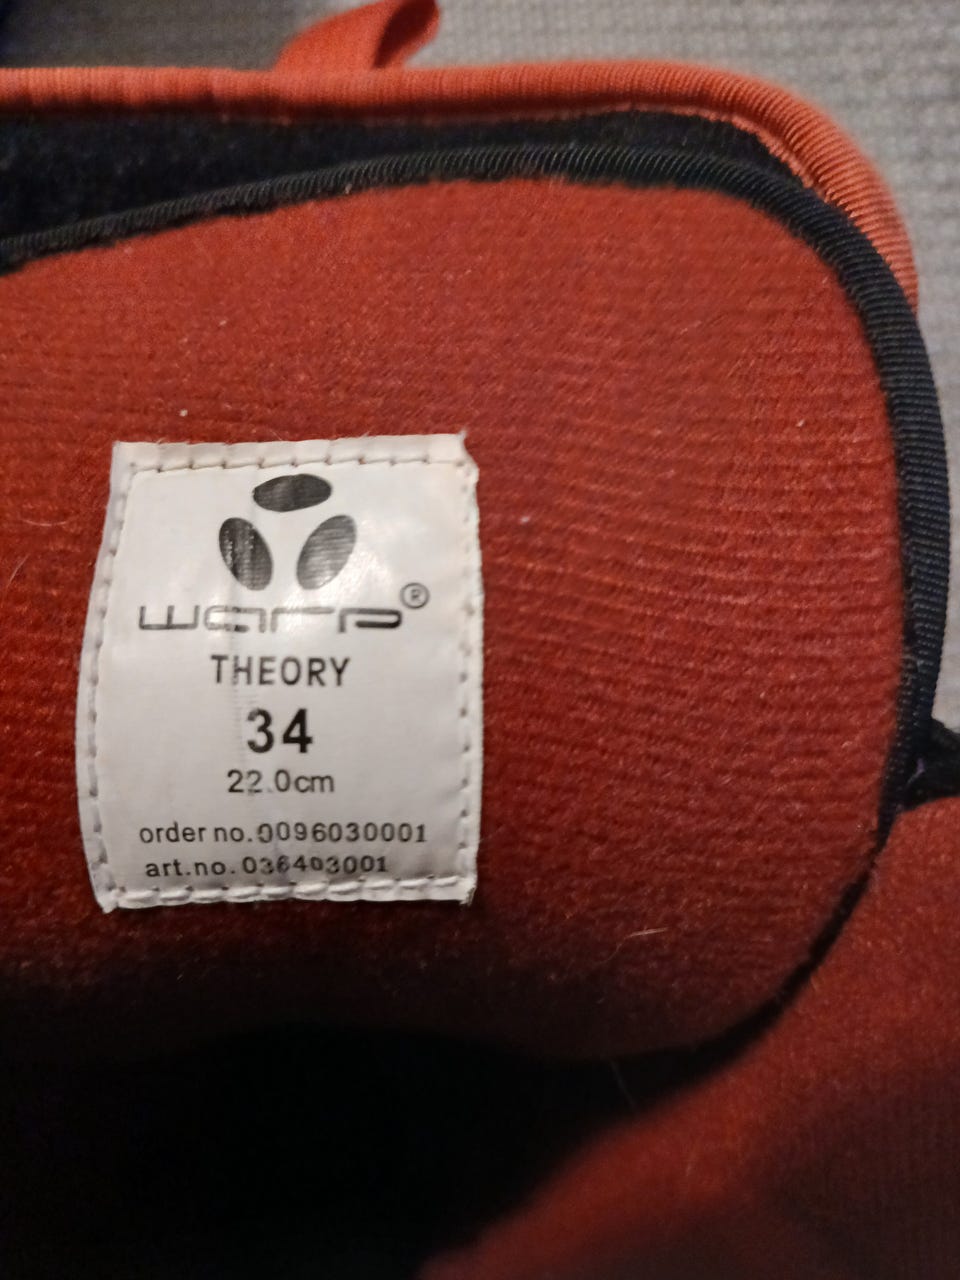 warp®
THEORY
34
22.0cm
order no.0096030001
art.no.036403001